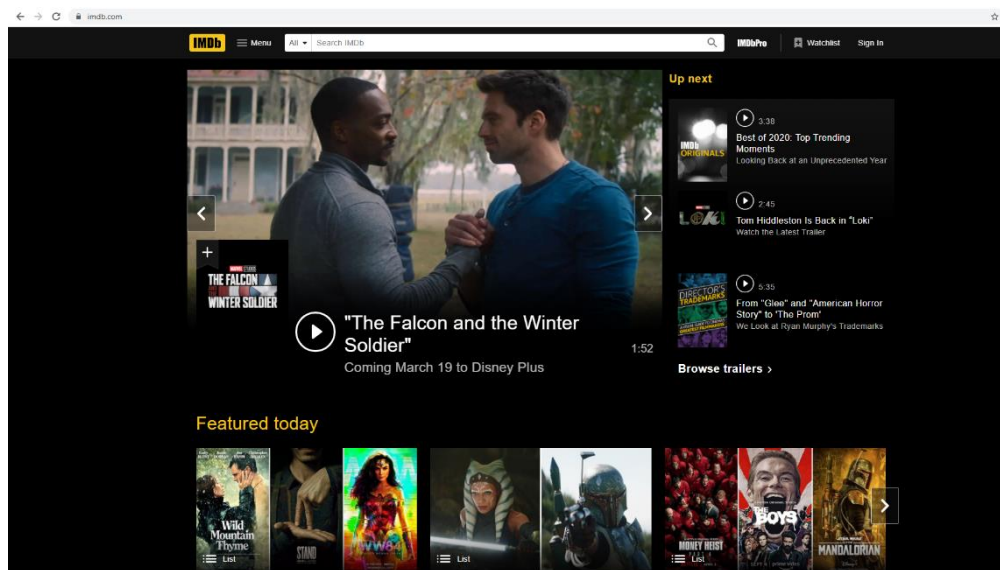 imdb.com
IMDb
Menu
All
Search IMDb
IMDbPro
Watchlist
Sign In
Up next
IMDb
ORIGINALS
3:38
Best of 2020: Top Trending
Moments
Looking Back at an Unprecedented Year
LOKI
2:45
Tom Hiddleston Is Back in "Loki"
Watch the Latest Trailer
DIRECTOR'S
TRADEMARKS
5:35
From "Glee" and "American Horror
Story" to 'The Prom'
We Look at Ryan Murphy's Trademarks
Browse trailers
MARVEL STUDIOS
THE FALCON
AND THE
WINTER SOLDIER
"The Falcon and the Winter
Soldier"
Coming March 19 to Disney Plus
1:52
Featured today
Wild
Mountain
Thyme
List
STAND
WW84
List
MONEY HEIST
List
THE
BOYS
MANDALORIAN